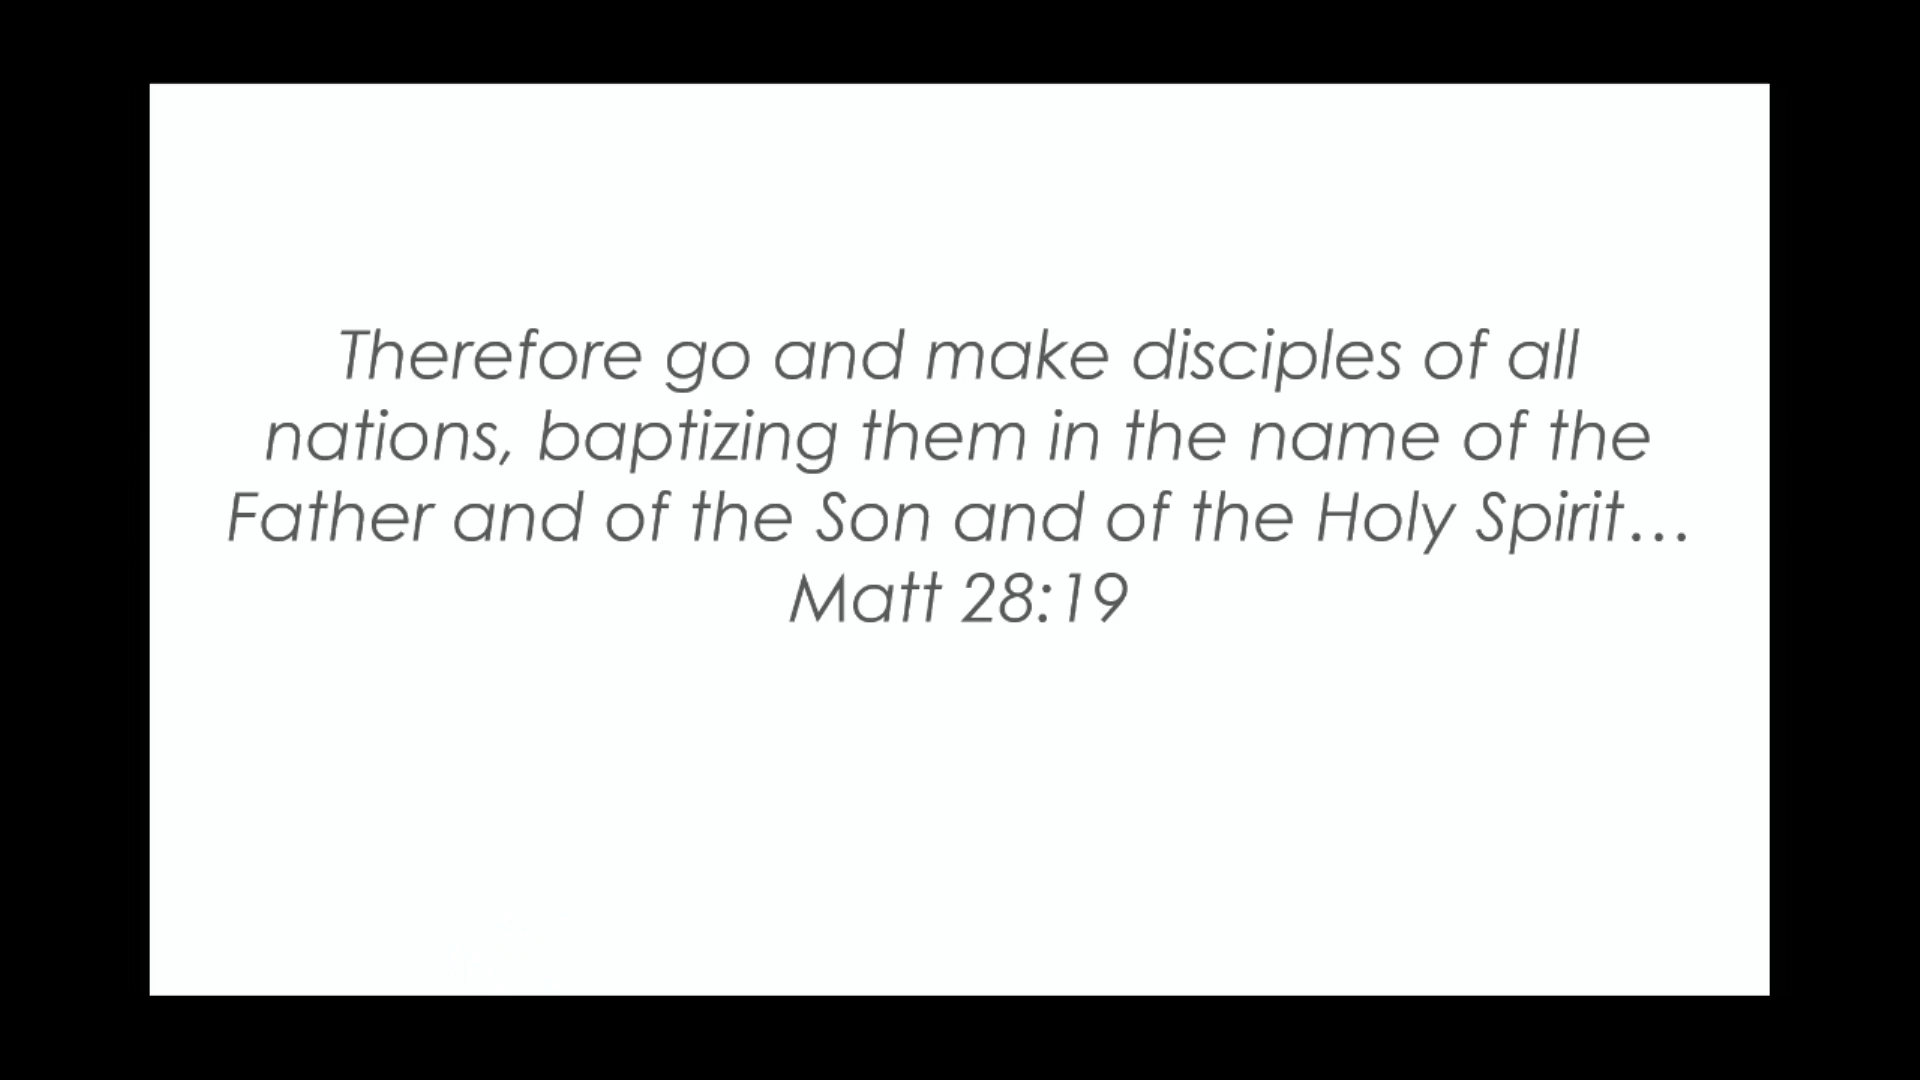 Therefore go and make disciples of all
nations, baptizing them in the name of the
Father and of the Son and of the Holy Spirit…
Matt 28:19